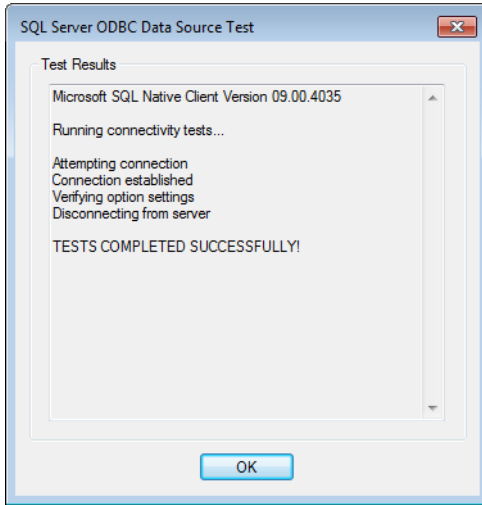 SQL Server ODBC Data Source Test
Test Results
Microsoft SQL Native Client Version 09.00.4035
Running connectivity tests...
Attempting connection
Connection established
Verifying option settings
Disconnecting from server
TESTS COMPLETED SUCCESSFULLY!
OK